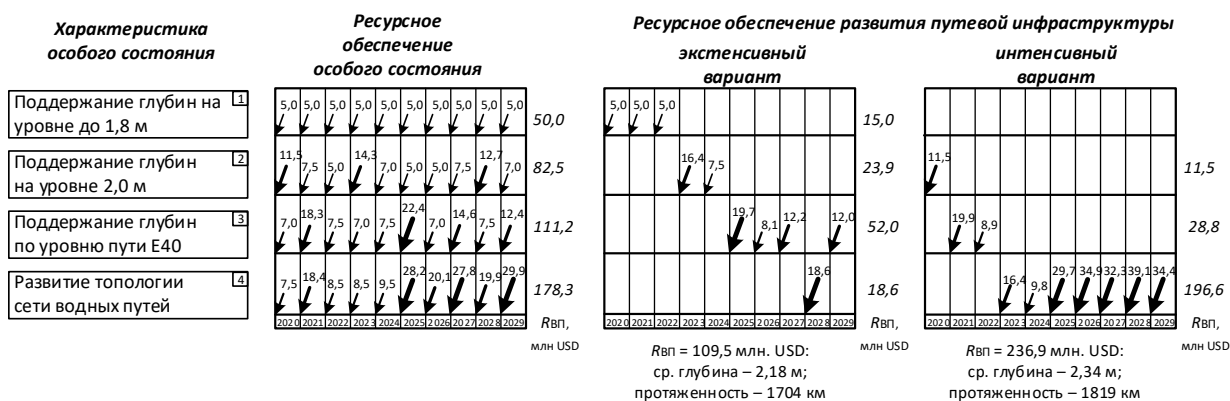 Характеристика
особого состояния
Ресурсное
обеспечение
особого состояния
Ресурсное обеспечение развития путевой инфраструктуры
экстенсивный
вариант
интенсивный
вариант
Поддержание глубин на
уровне до 1,8 м
1
5,0 5,0 5,0 5,0 5,0 5,0 5,0 5,0 5,0 5,0
50,0
5,0 5,0 5,0
15,0
Поддержание глубин
на уровне 2,0 м
2
11,5 7,5 5,0 14,3 7,0 5,0 5,0 7,5 12,7 7,0
82,5
16,4 7,5
23,9
11,5
11,5
Поддержание глубин
по уровню пути Е40
3
7,0 18,3 7,5 7,0 7,5 22,4 7,0 14,6 7,5 12,4
111,2
19,7 8,1 12,2 12,0
52,0
19,9 8,9
28,8
Развитие топологии
сети водных путей
4
7,5 18,4 8,5 8,5 9,5 28,2 20,1 27,8 19,9 29,9
178,3
18,6
18,6
16,4 9,8 29,7 34,9 32,3 39,1 34,4
196,6
2020 2021 2022 2023 2024 2025 2026 2027 2028 2029
RВП,
млн USD
2020 2021 2022 2023 2024 2025 2026 2027 2028 2029
RВП,
млн USD
2020 2021 2022 2023 2024 2025 2026 2027 2028 2029
RВП,
млн USD
RВП = 109,5 млн. USD:
ср. глубина – 2,18 м;
протяженность – 1704 км
RВП = 236,9 млн. USD:
ср. глубина – 2,34 м;
протяженность – 1819 км